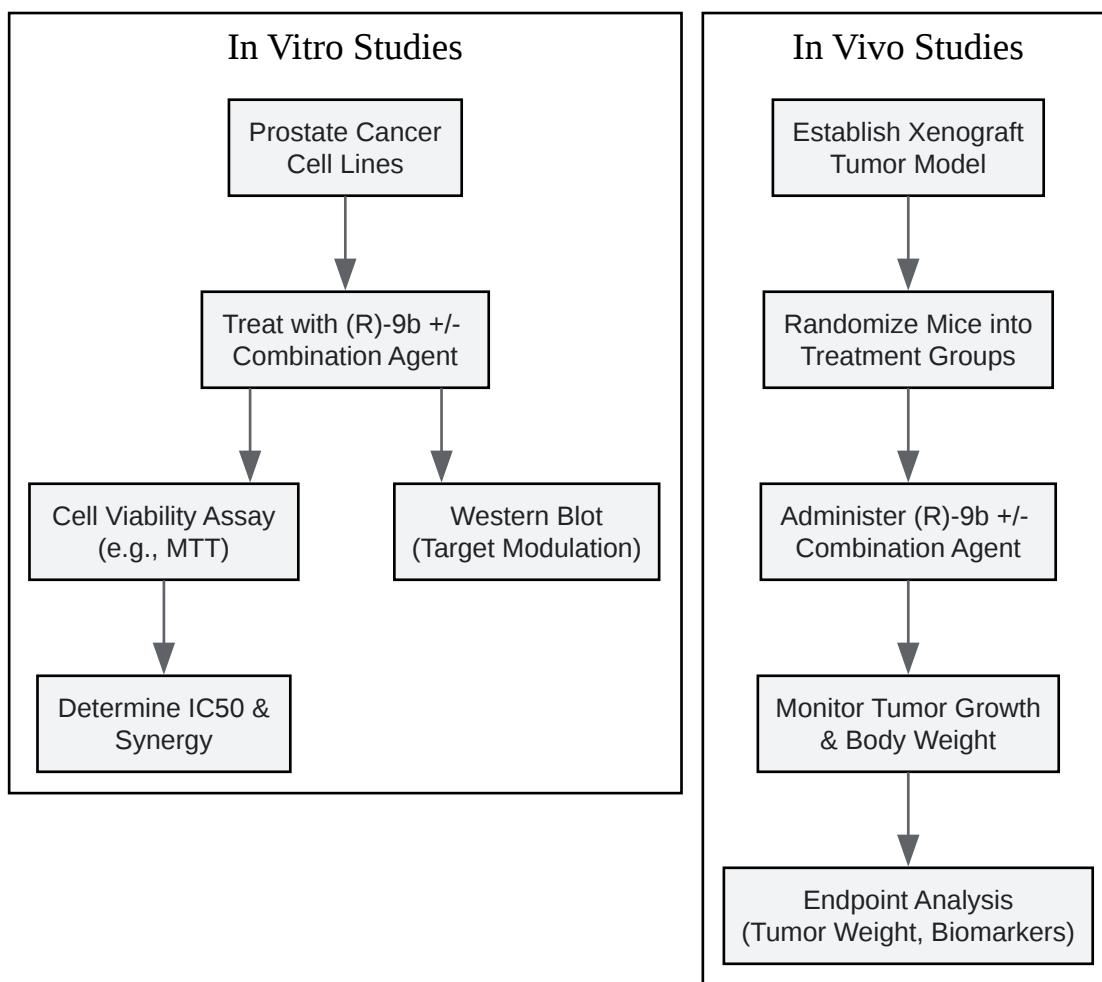 In Vitro Studies
Prostate Cancer
Cell Lines
Treat with (R)-9b +/-
Combination Agent
Cell Viability Assay
(e.g., MTT)
Western Blot
(Target Modulation)
Determine IC50 &
Synergy
In Vivo Studies
Establish Xenograft
Tumor Model
Randomize Mice into
Treatment Groups
Administer (R)-9b +/-
Combination Agent
Monitor Tumor Growth
& Body Weight
Endpoint Analysis
(Tumor Weight, Biomarkers)